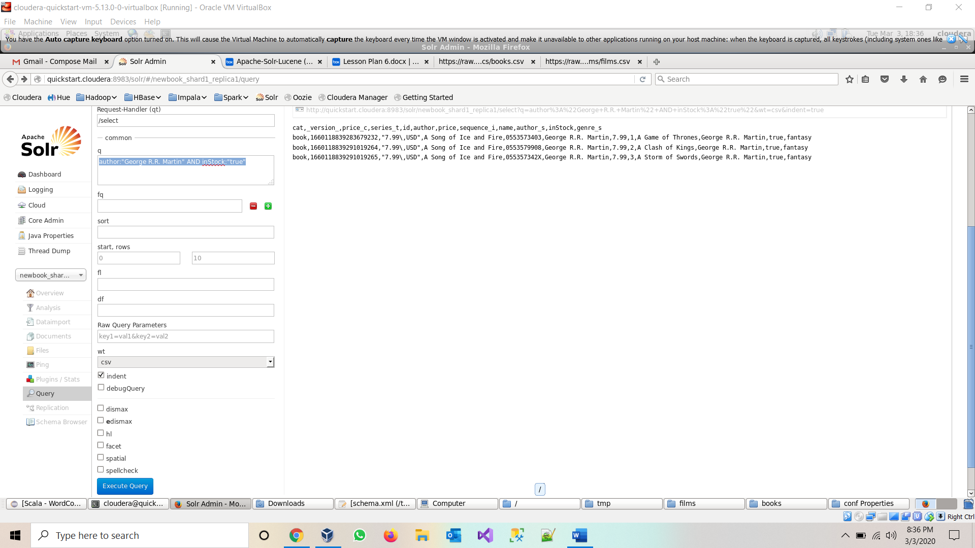 cloudera-quickstart-vm-5.13.0-0-virtualbox [Running] - Oracle VM VirtualBox
File Machine View Input Devices Help
Applications Places System Tue Mar 3, 18:36 cloudera
You have the Auto capture keyboard option turned on. This will cause the Virtual Machine to automatically capture the keyboard every time the VM window is activated and make it unavailable to other applications running on your host machine: when the keyboard is captured, all keystrokes (including system ones like
Solr Admin - Mozilla Firefox
Gmail - Compose Mail Solr Admin Apache-Solr-Lucene (... Lesson Plan 6.docx | ... https://raw....cs/books.csv https://raw....ms/films.csv
quickstart.cloudera:8983/solr/#/newbook_shard1_replica1/query Search
Cloudera Hue Hadoop HBase Impala Spark Solr Oozie Cloudera Manager Getting Started
Apache Solr
Dashboard
Logging
Cloud
Core Admin
Java Properties
Thread Dump
newbook_shar...
Overview
Analysis
Dataimport
Documents
Files
Ping
Plugins / Stats
Query
Replication
Schema Browser
Request-Handler (qt)
/select
common
q
author:"George R.R. Martin" AND inStock:"true"
fq
sort
start, rows
0 10
fl
df
Raw Query Parameters
key1=val1&key2=val2
wt
csv
indent
debugQuery
dismax
edismax
hl
facet
spatial
spellcheck
Execute Query
http://quickstart.cloudera:8983/solr/newbook_shard1_replica1/select?q=author%3A%22George+R.R.+Martin%22+AND+inStock%3A%22true%22&wt=csv&indent=true
cat,_version_,price_c,series_t,id,author,price,sequence_i,name,author_s,inStock,genre_s
book,1660118839283679232,"7.99\,USD",A Song of Ice and Fire,0553573403,George R.R. Martin,7.99,1,A Game of Thrones,George R.R. Martin,true,fantasy
book,1660118839291019264,"7.99\,USD",A Song of Ice and Fire,0553579908,George R.R. Martin,7.99,2,A Clash of Kings,George R.R. Martin,true,fantasy
book,1660118839291019265,"7.99\,USD",A Song of Ice and Fire,055357342X,George R.R. Martin,7.99,3,A Storm of Swords,George R.R. Martin,true,fantasy
/
[Scala - WordCo... cloudera@quick... Solr Admin - Mo... Downloads [schema.xml (/t... Computer / tmp films books conf Properties
Right Ctrl
Type here to search
8:36 PM
3/3/2020